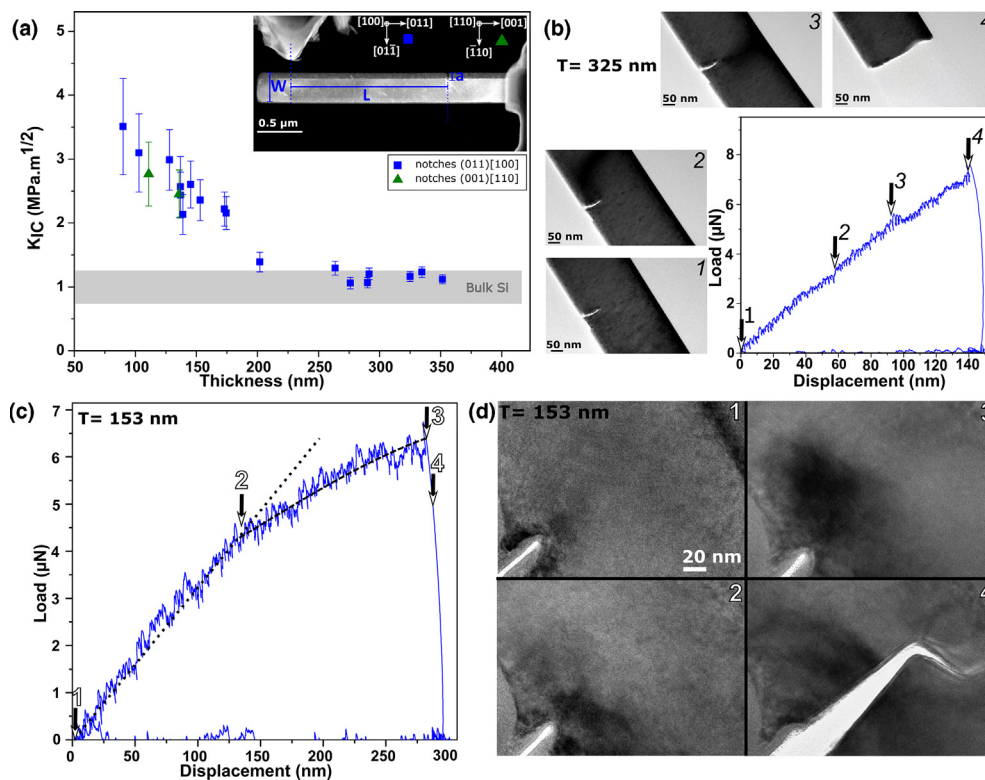 (a)
K_IC (MPa.m^1/2)
5
4
3
2
1
0
50
100
150
200
250
300
350
400
Thickness (nm)
Bulk Si
[100]
[011]
[01Ī]
[110]
[001]
[Ī10]
W
L
a
0.5 µm
notches (011)[100]
notches (001)[110]
(b)
T= 325 nm
3
50 nm
4
50 nm
2
50 nm
1
50 nm
Load (µN)
8
6
4
2
0
0
20
40
60
80
100
120
140
Displacement (nm)
1
2
3
4
(c)
T= 153 nm
Load (µN)
7
6
5
4
3
2
1
0
0
50
100
150
200
250
300
Displacement (nm)
1
2
3
4
(d)
T= 153 nm
1
20 nm
3
2
4